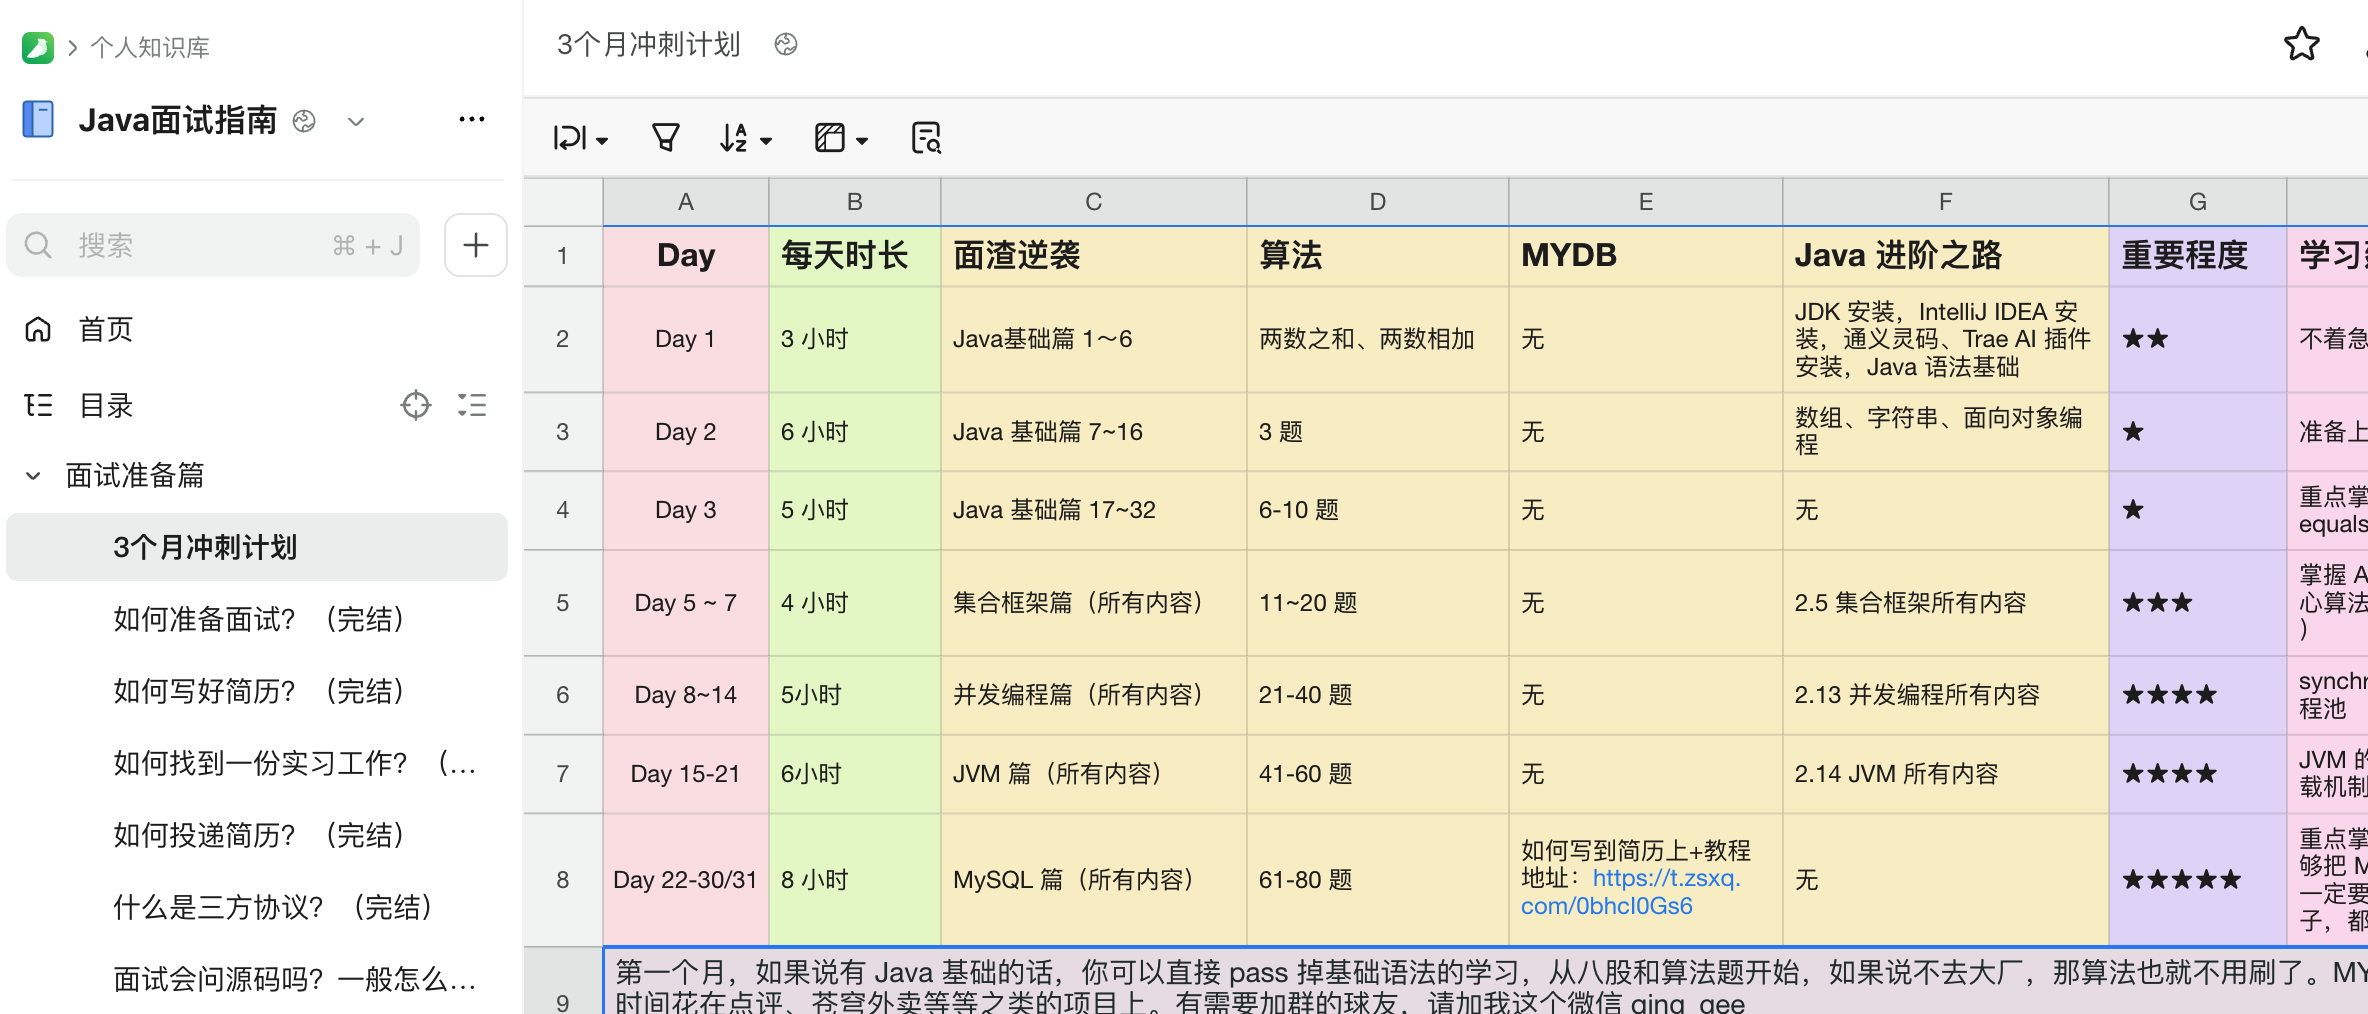 个人知识库
Java面试指南
搜索
⌘ + J
首页
目录
面试准备篇
3个月冲刺计划
如何准备面试？（完结）
如何写好简历？（完结）
如何找到一份实习工作？（...
如何投递简历？（完结）
什么是三方协议？（完结）
面试会问源码吗？一般怎么...
3个月冲刺计划
A B C D E F G
1 Day 每天时长 面渣逆袭 算法 MYDB Java 进阶之路 重要程度 学习
2 Day 1 3 小时 Java基础篇 1～6 两数之和、两数相加 无 JDK 安装，IntelliJ IDEA 安
装，通义灵码、Trae AI 插件
安装，Java 语法基础 ★★ 不着急
3 Day 2 6 小时 Java 基础篇 7~16 3 题 无 数组、字符串、面向对象编
程 ★ 准备上
4 Day 3 5 小时 Java 基础篇 17~32 6-10 题 无 无 ★ 重点掌
equals
5 Day 5 ~ 7 4 小时 集合框架篇（所有内容） 11~20 题 无 2.5 集合框架所有内容 ★★★ 掌握 A
心算法
）
6 Day 8~14 5小时 并发编程篇（所有内容） 21-40 题 无 2.13 并发编程所有内容 ★★★★ synchr
程池
7 Day 15-21 6小时 JVM 篇（所有内容） 41-60 题 无 2.14 JVM 所有内容 ★★★★ JVM 的
载机制
8 Day 22-30/31 8 小时 MySQL 篇（所有内容） 61-80 题 如何写到简历上+教程
地址：https://t.zsxq.
com/0bhcI0Gs6 无 ★★★★★ 重点掌
够把 M
一定要
子，都
9 第一个月，如果说有 Java 基础的话，你可以直接 pass 掉基础语法的学习，从八股和算法题开始，如果说不去大厂，那算法也就不用刷了。MY
时间花在点评、苍穹外卖等等之类的项目上。有需要加群的球友，请加我这个微信 qing_gee